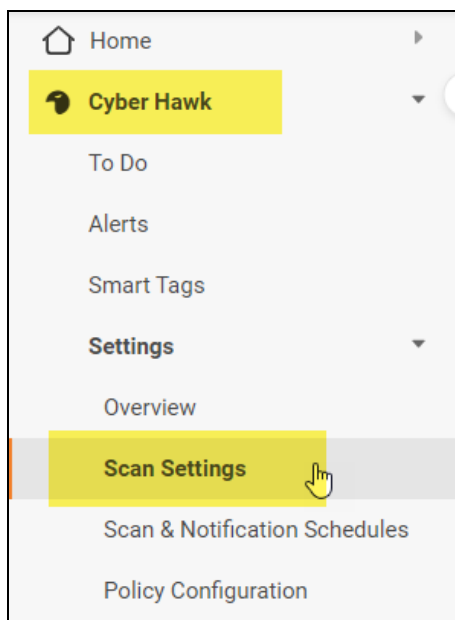 Home
Cyber Hawk
To Do
Alerts
Smart Tags
Settings
Overview
Scan Settings
Scan & Notification Schedules
Policy Configuration